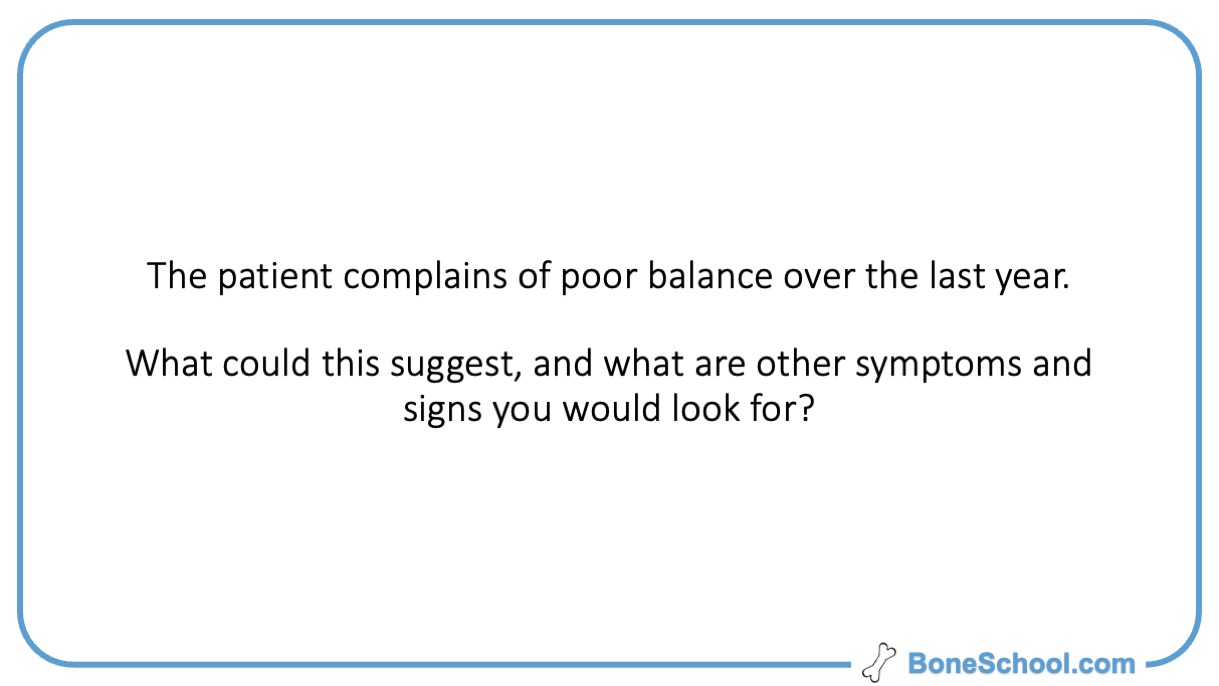 The patient complains of poor balance over the last year.
What could this suggest, and what are other symptoms and
signs you would look for?
BoneSchool.com